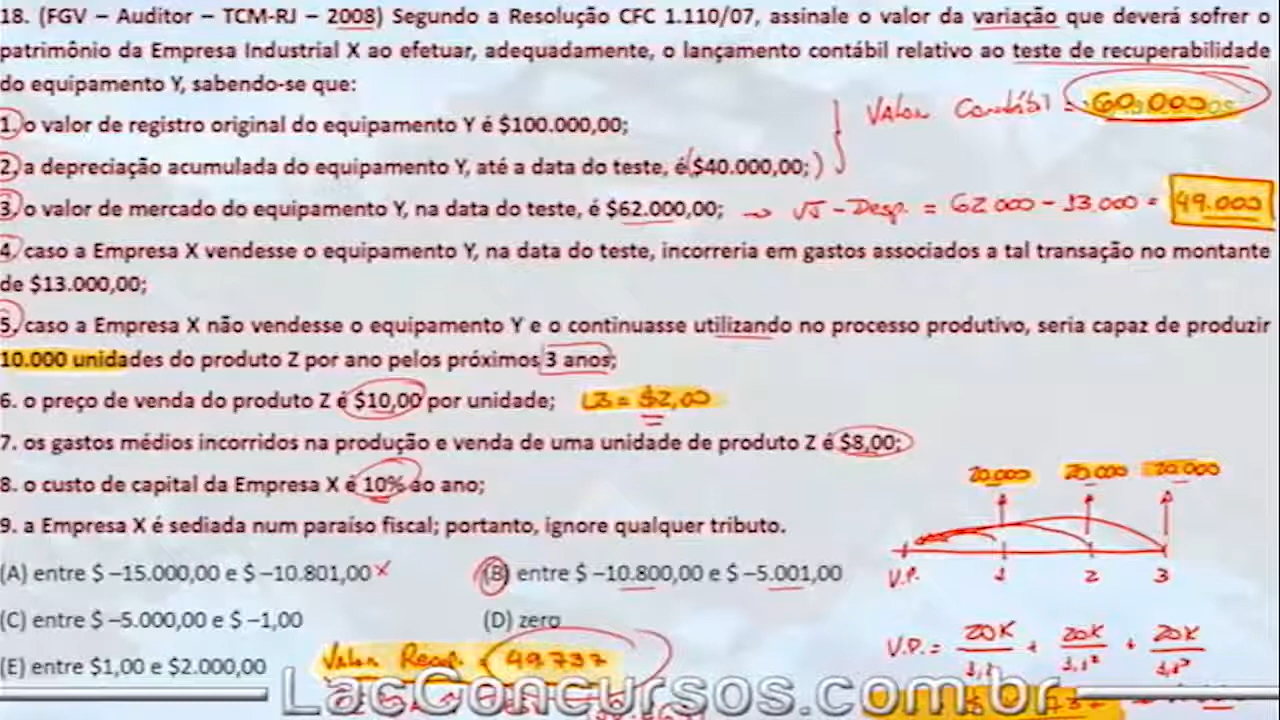 18. (FGV – Auditor – TCM-RJ – 2008) Segundo a Resolução CFC 1.110/07, assinale o valor da variação que deverá sofrer o
patrimônio da Empresa Industrial X ao efetuar, adequadamente, o lançamento contábil relativo ao teste de recuperabilidade
do equipamento Y, sabendo-se que:
Valor Contábil = 60.000
1. o valor de registro original do equipamento Y é $100.000,00;
2. a depreciação acumulada do equipamento Y, até a data do teste, é ($40.000,00;)
3. o valor de mercado do equipamento Y, na data do teste, é $62.000,00; → VJ - Desp. = 62.000 - 13.000 = 49.000
4. caso a Empresa X vendesse o equipamento Y, na data do teste, incorreria em gastos associados a tal transação no montante
de $13.000,00;
5. caso a Empresa X não vendesse o equipamento Y e o continuasse utilizando no processo produtivo, seria capaz de produzir
10.000 unidades do produto Z por ano pelos próximos 3 anos;
6. o preço de venda do produto Z é $10,00 por unidade; LB = $2,00
7. os gastos médios incorridos na produção e venda de uma unidade de produto Z é $8,00;
20.000 20.000 20.000
8. o custo de capital da Empresa X é 10% ao ano;
9. a Empresa X é sediada num paraíso fiscal; portanto, ignore qualquer tributo.
V.P. 1 2 3
(A) entre $ –15.000,00 e $ –10.801,00 x (B) entre $ –10.800,00 e $ –5.001,00
(C) entre $ –5.000,00 e $ –1,00 (D) zero
V.P. = 20K/1,1 + 20K/1,1² + 20K/1,1³
(E) entre $1,00 e $2.000,00 Valor Recup. = 49.737
LacConcursos.com.br